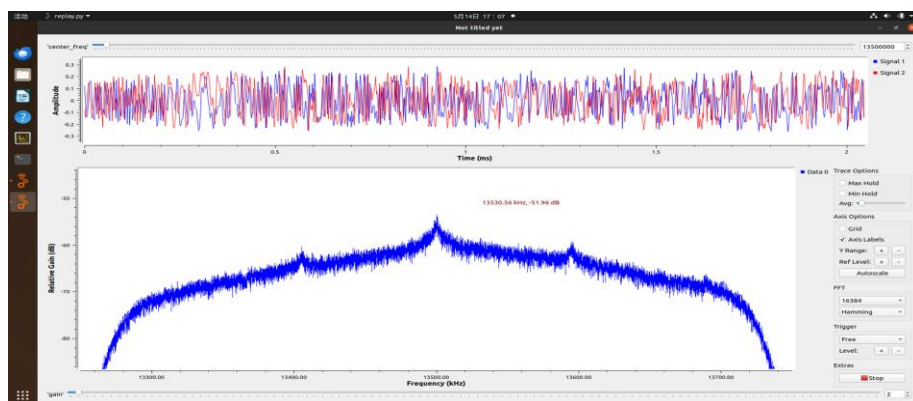 replay.py
5月14日 17:07
Not titled yet
'center_freq'
13500000
Signal 1
Signal 2
Amplitude
0.3
0.2
0.1
0
-0.1
-0.2
-0.3
0 0.5 1 1.5 2
Time (ms)
Data 0
13530.56 kHz, -51.96 dB
Relative Gain (dB)
-50
-60
-70
-80
13300.00 13400.00 13500.00 13600.00 13700.00
Frequency (kHz)
Trace Options
Max Hold
Min Hold
Avg:
Axis Options
Grid
Axis Labels
Y Range: + -
Ref Level: + -
Autoscale
FFT
16384
Hamming
Trigger
Free
Level: + -
Extras
Stop
'gain'
2